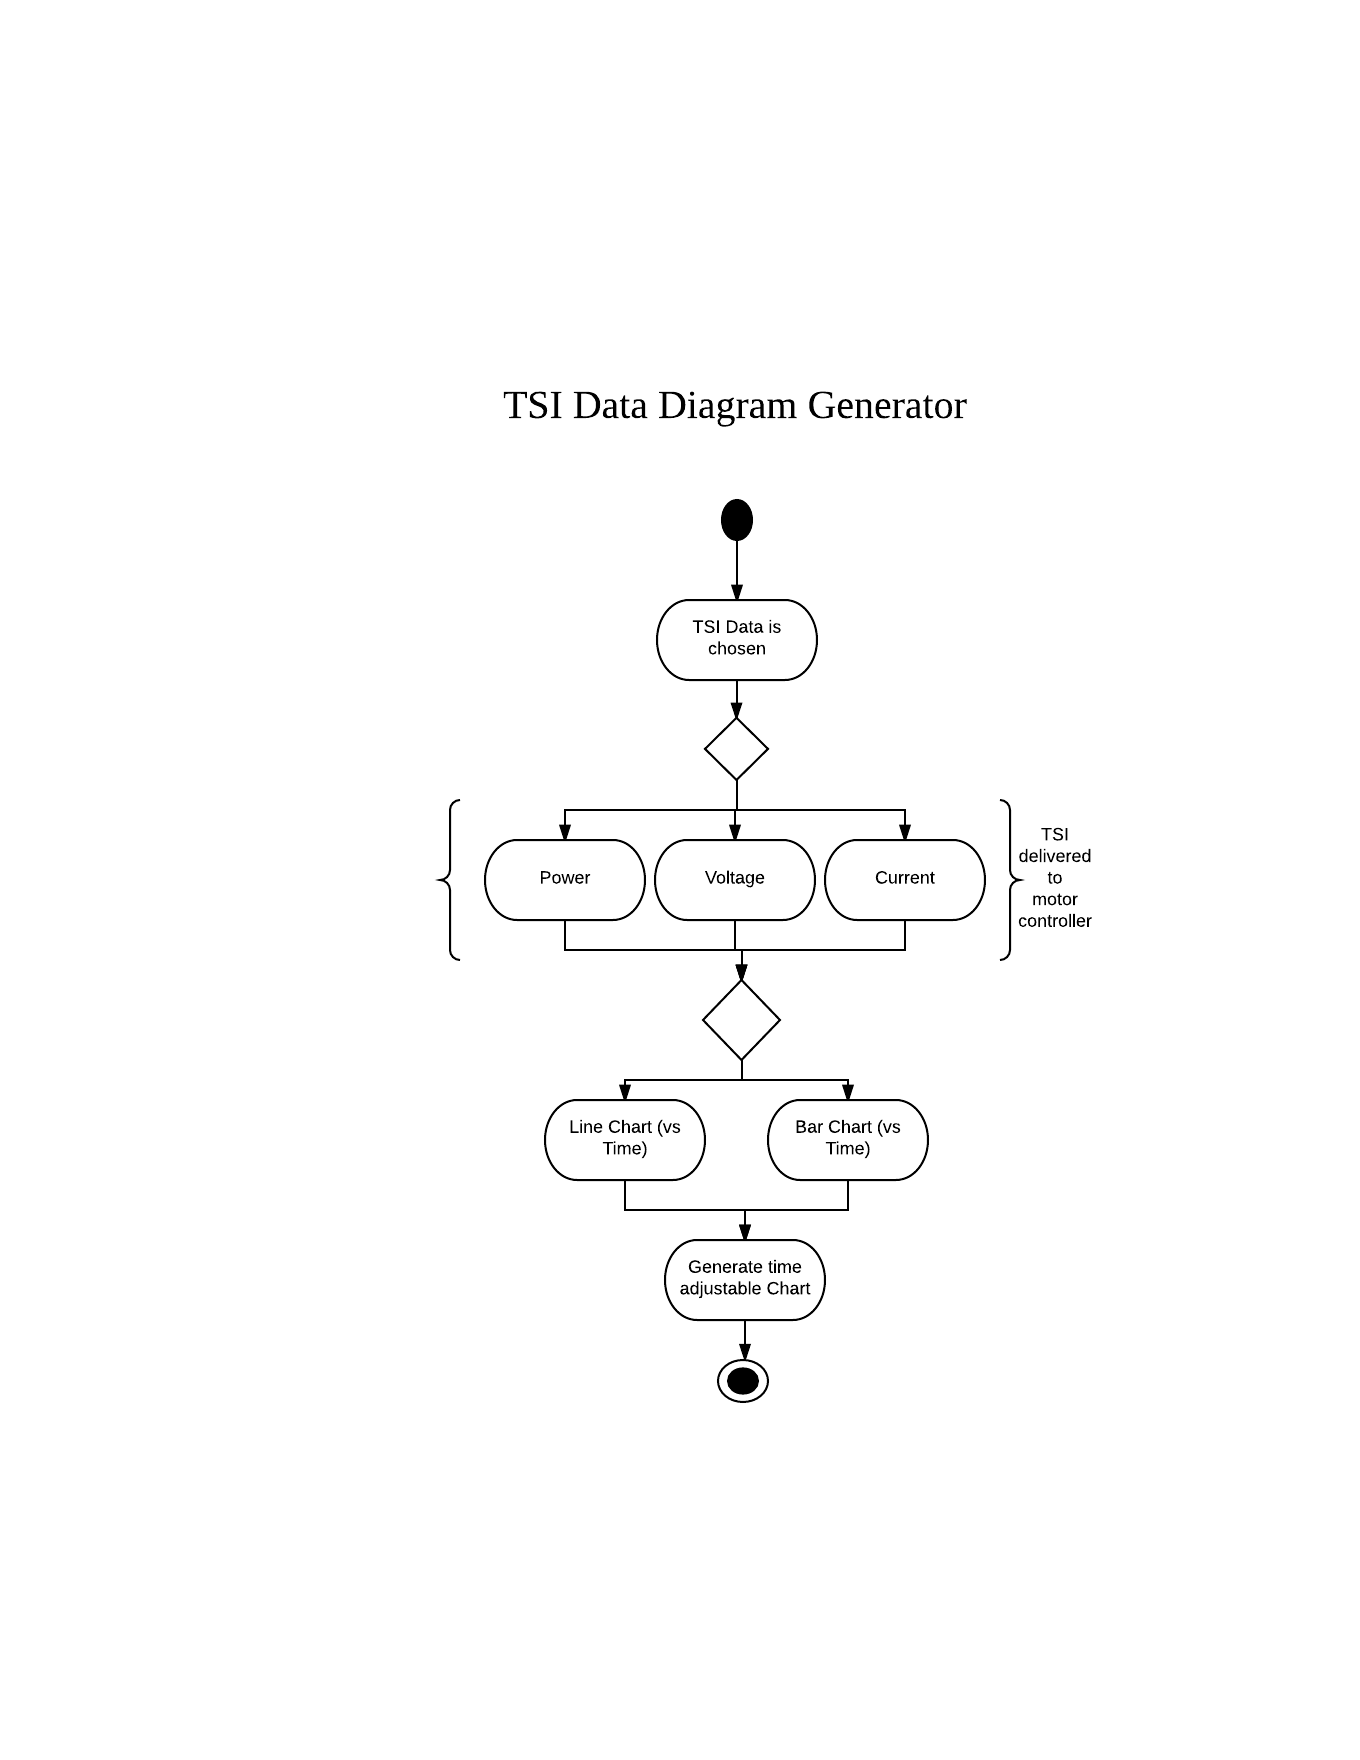 TSI Data Diagram Generator
TSI Data is
chosen
Power
Voltage
Current
TSI
delivered
to
motor
controller
Line Chart (vs
Time)
Bar Chart (vs
Time)
Generate time
adjustable Chart